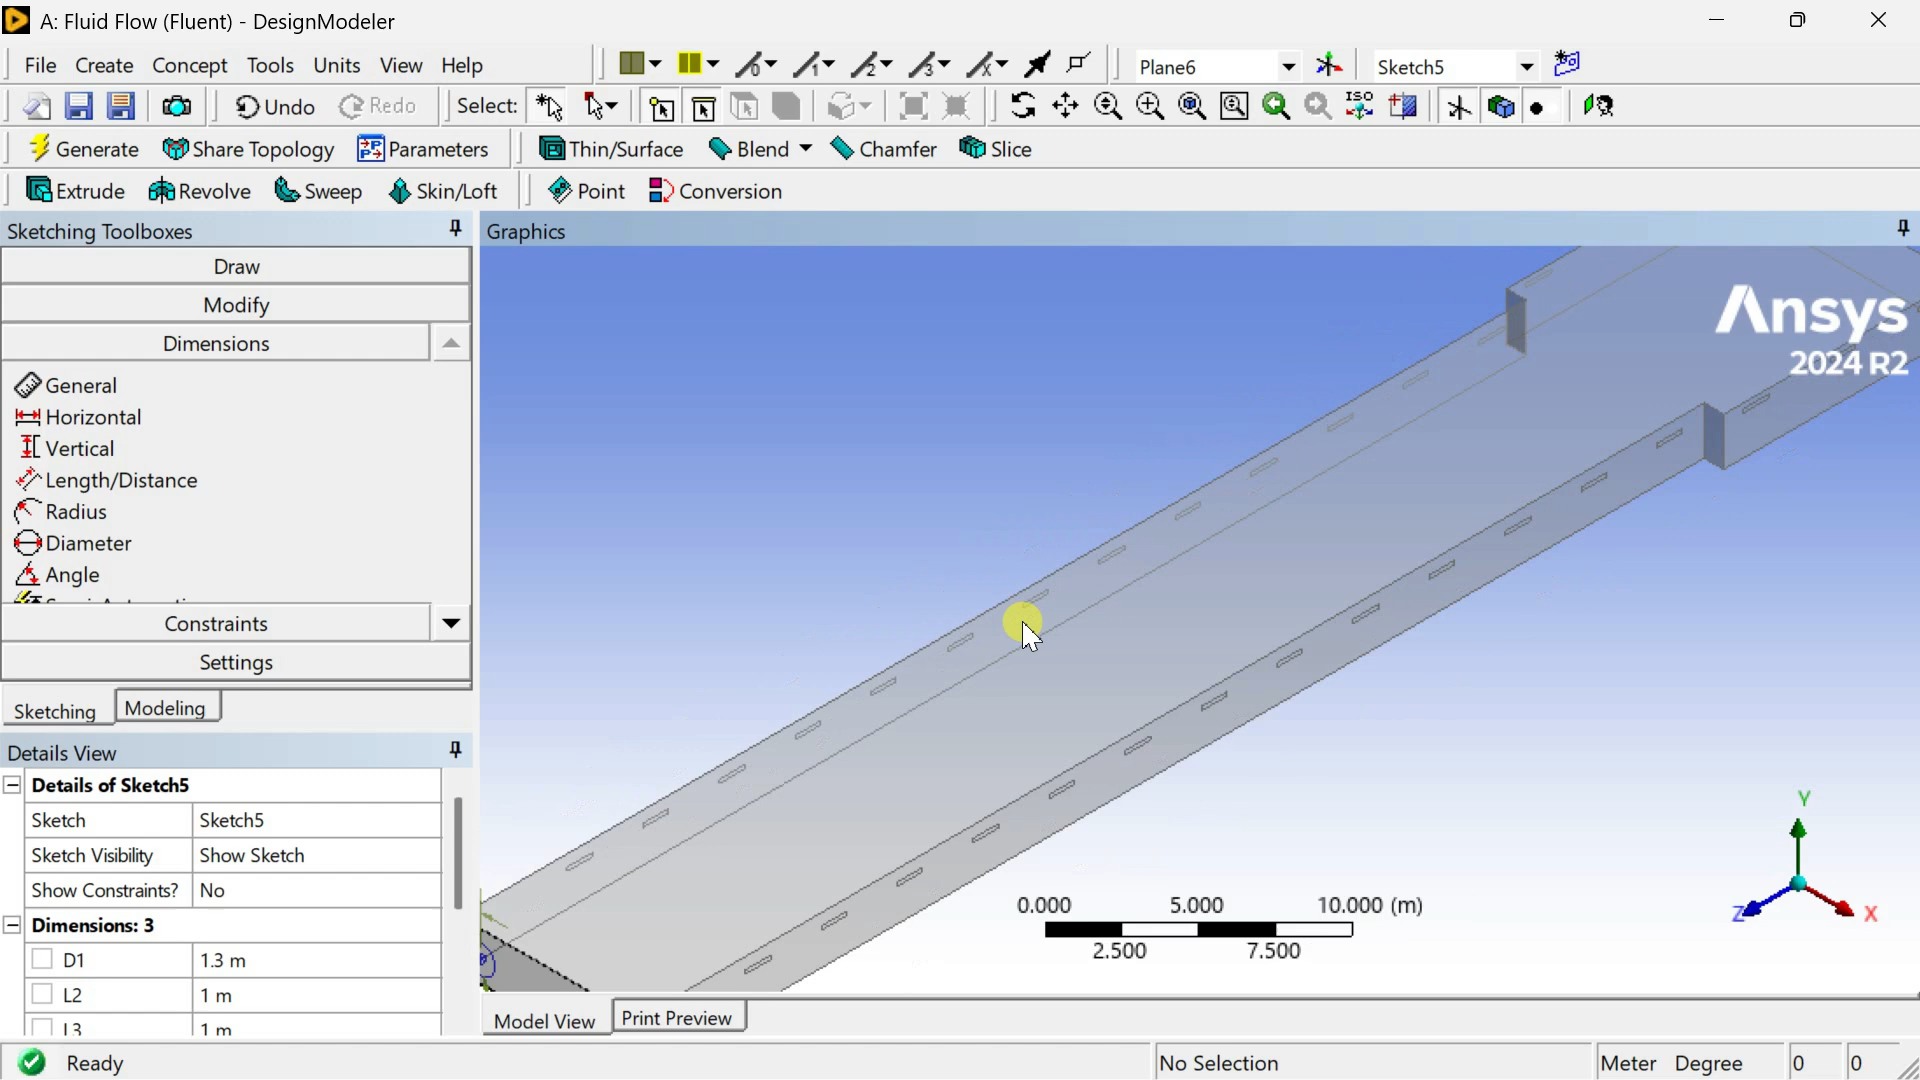 A: Fluid Flow (Fluent) - DesignModeler
File Create Concept Tools Units View Help
Plane6 Sketch5
Undo Redo Select: ISO
Generate Share Topology Parameters Thin/Surface Blend Chamfer Slice
Extrude Revolve Sweep Skin/Loft Point Conversion
Sketching Toolboxes
Draw
Modify
Dimensions
General
Horizontal
Vertical
Length/Distance
Radius
Diameter
Angle
Constraints
Settings
Sketching Modeling
Details View
Details of Sketch5
Sketch Sketch5
Sketch Visibility Show Sketch
Show Constraints? No
Dimensions: 3
D1 1.3 m
L2 1 m
L3 1 m
Graphics
Ansys
2024 R2
0.000 5.000 10.000 (m)
2.500 7.500
Y
Z X
Model View Print Preview
Ready No Selection Meter Degree 0 0